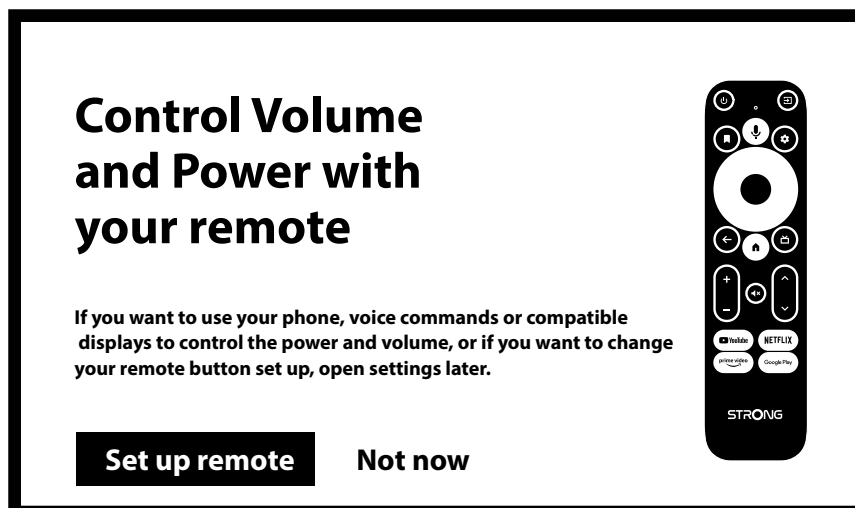 Control Volume
and Power with
your remote
If you want to use your phone, voice commands or compatible
displays to control the power and volume, or if you want to change
your remote button set up, open settings later.
Set up remote
Not now
YouTube
NETFLIX
prime video
Google Play
STRONG